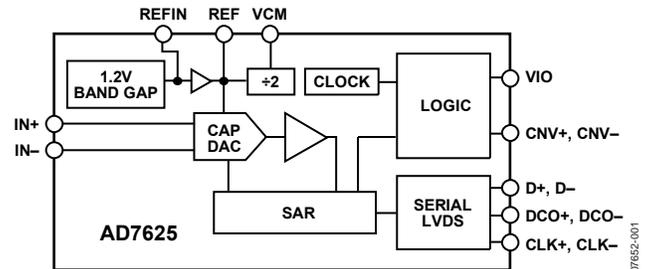 REFIN
REF
VCM
1.2V
BAND GAP
÷2
CLOCK
LOGIC
VIO
CNV+, CNV–
IN+
IN–
CAP
DAC
SAR
SERIAL
LVDS
D+, D–
DCO+, DCO–
CLK+, CLK–
AD7625
07652-001